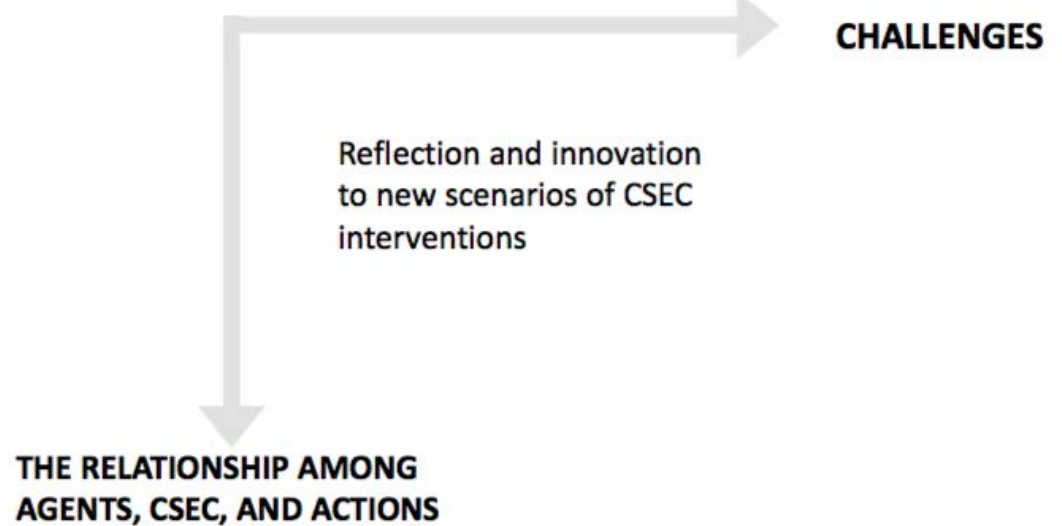 CHALLENGES
Reflection and innovation
to new scenarios of CSEC
interventions
THE RELATIONSHIP AMONG
AGENTS, CSEC, AND ACTIONS